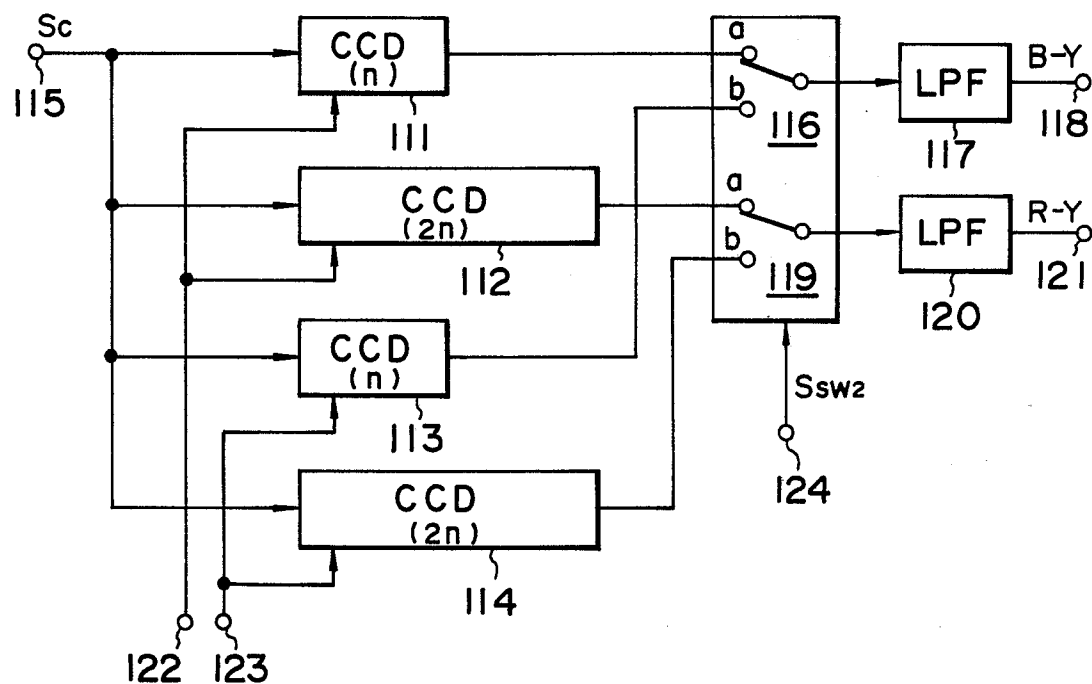 Sc
115
CCD
(n)
111
a
b
116
LPF
117
B-Y
118
CCD
(2n)
112
a
b
119
LPF
120
R-Y
121
CCD
(n)
113
SSW2
124
CCD
(2n)
114
122
123